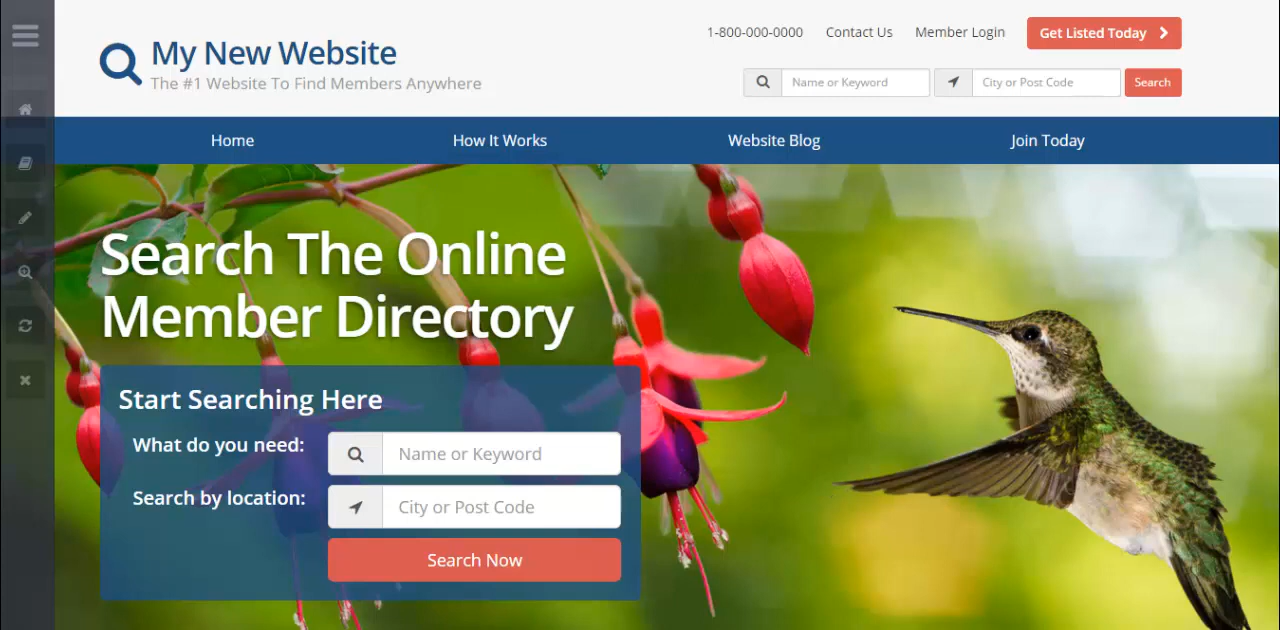 1-800-000-0000 Contact Us Member Login Get Listed Today
My New Website
The #1 Website To Find Members Anywhere
Name or Keyword City or Post Code Search
Home How It Works Website Blog Join Today
Search The Online
Member Directory
Start Searching Here
What do you need: Name or Keyword
Search by location: City or Post Code
Search Now